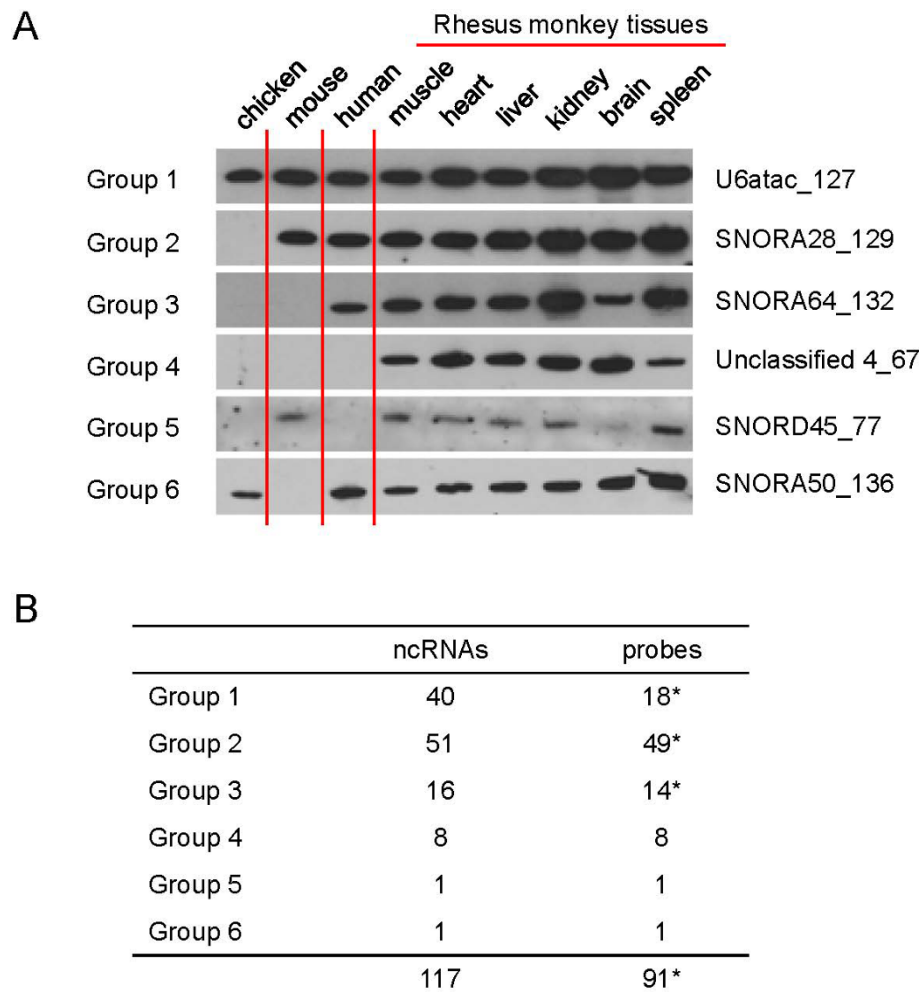 A
Rhesus monkey tissues
chicken mouse human muscle heart liver kidney brain spleen
Group 1 U6atac_127
Group 2 SNORA28_129
Group 3 SNORA64_132
Group 4 Unclassified 4_67
Group 5 SNORD45_77
Group 6 SNORA50_136
B
ncRNAs probes
Group 1 40 18*
Group 2 51 49*
Group 3 16 14*
Group 4 8 8
Group 5 1 1
Group 6 1 1
117 91*